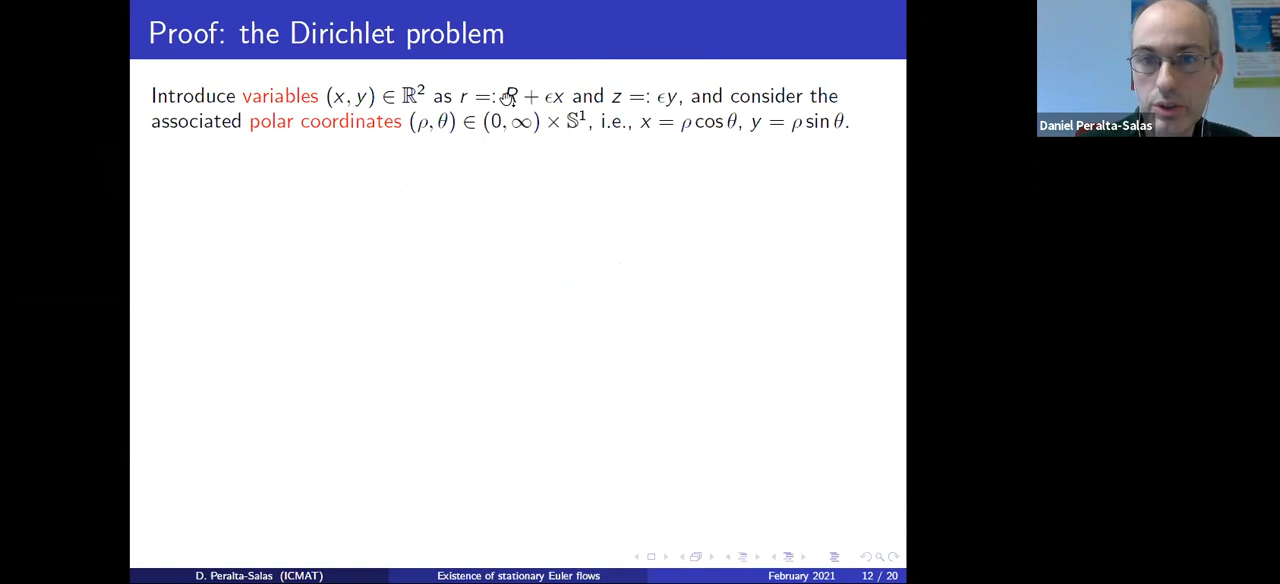 Proof: the Dirichlet problem
Introduce variables (x, y) ∈ ℝ² as r =: R + ϵx and z =: ϵy, and consider the
associated polar coordinates (ρ, θ) ∈ (0, ∞) × 𝕊¹, i.e., x = ρ cos θ, y = ρ sin θ.
Daniel Peralta-Salas
D. Peralta-Salas (ICMAT) Existence of stationary Euler flows February 2021 12 / 20